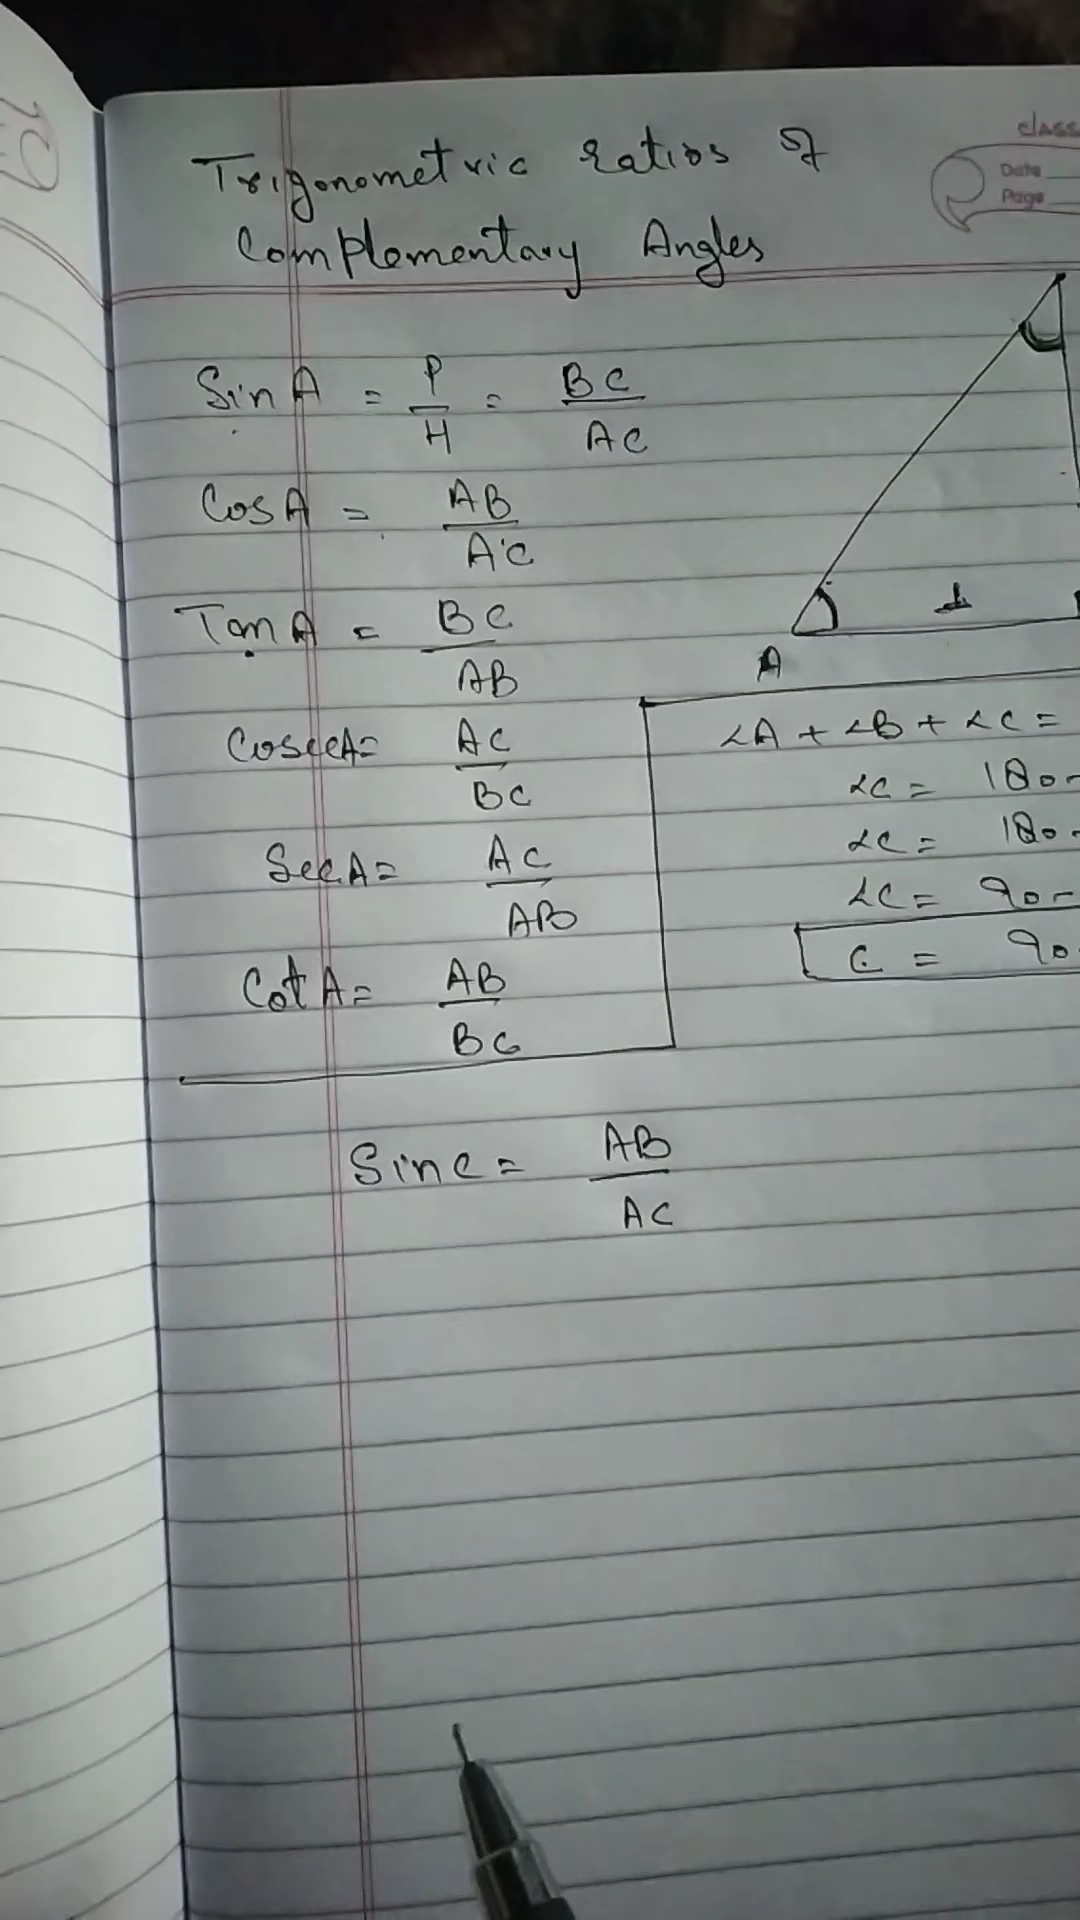 Class
Date
Page
Trigonometric ratios of
Complementary Angles
Sin A = P/H = BC/AC
Cos A = AB/AC
Tan A = BC/AB
CosecA= AC/BC
SecA= AC/AB
Cot A= AB/BC
A
∠A + ∠B + ∠C =
∠C = 180-
∠C = 180-
∠C = 90-
C = 90-
Sin C = AB/AC